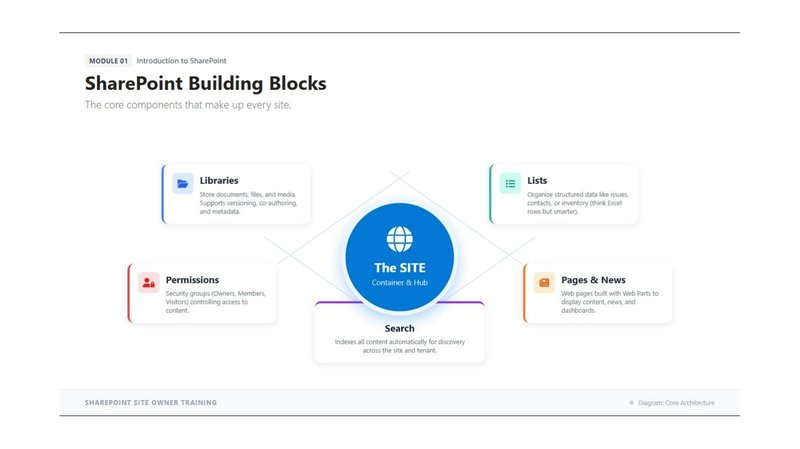 MODULE 01 Introduction to SharePoint
SharePoint Building Blocks
The core components that make up every site.
Libraries
Store documents, files, and media.
Supports versioning, co-authoring,
and metadata.
Lists
Organize structured data like issues,
contacts, or inventory (think Excel
rows but smarter).
The SITE
Container & Hub
Permissions
Security groups (Owners, Members,
Visitors) controlling access to
content.
Pages & News
Web pages built with Web Parts to
display content, news, and
dashboards.
Search
Indexes all content automatically for discovery
across the site and tenant.
SHAREPOINT SITE OWNER TRAINING
Diagram: Core Architecture